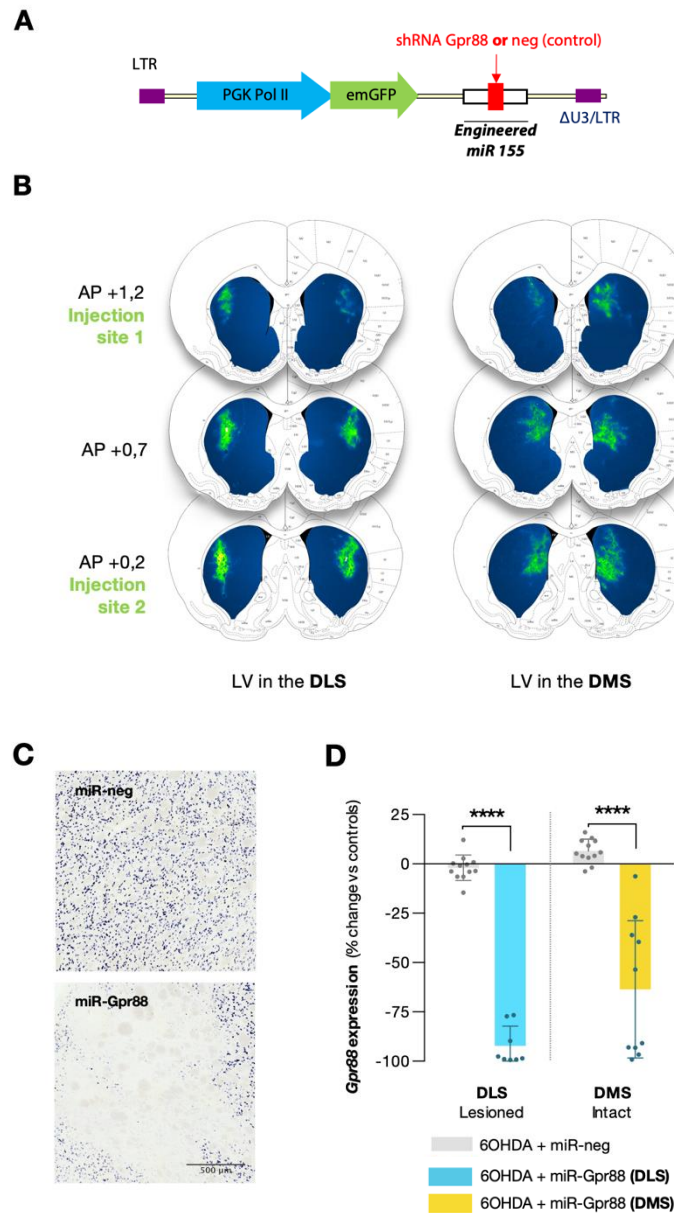 A
shRNA Gpr88 or neg (control)
LTR
PGK Pol II
emGFP
Engineered
miR 155
ΔU3/LTR
B
AP +1,2
Injection
site 1
AP +0,7
AP +0,2
Injection
site 2
LV in the DLS
LV in the DMS
C
miR-neg
miR-Gpr88
500 μm
D
Gpr88 expression (% change vs controls)
25
0
-25
-50
-75
-100
****
****
DLS
Lesioned
DMS
Intact
6OHDA + miR-neg
6OHDA + miR-Gpr88 (DLS)
6OHDA + miR-Gpr88 (DMS)